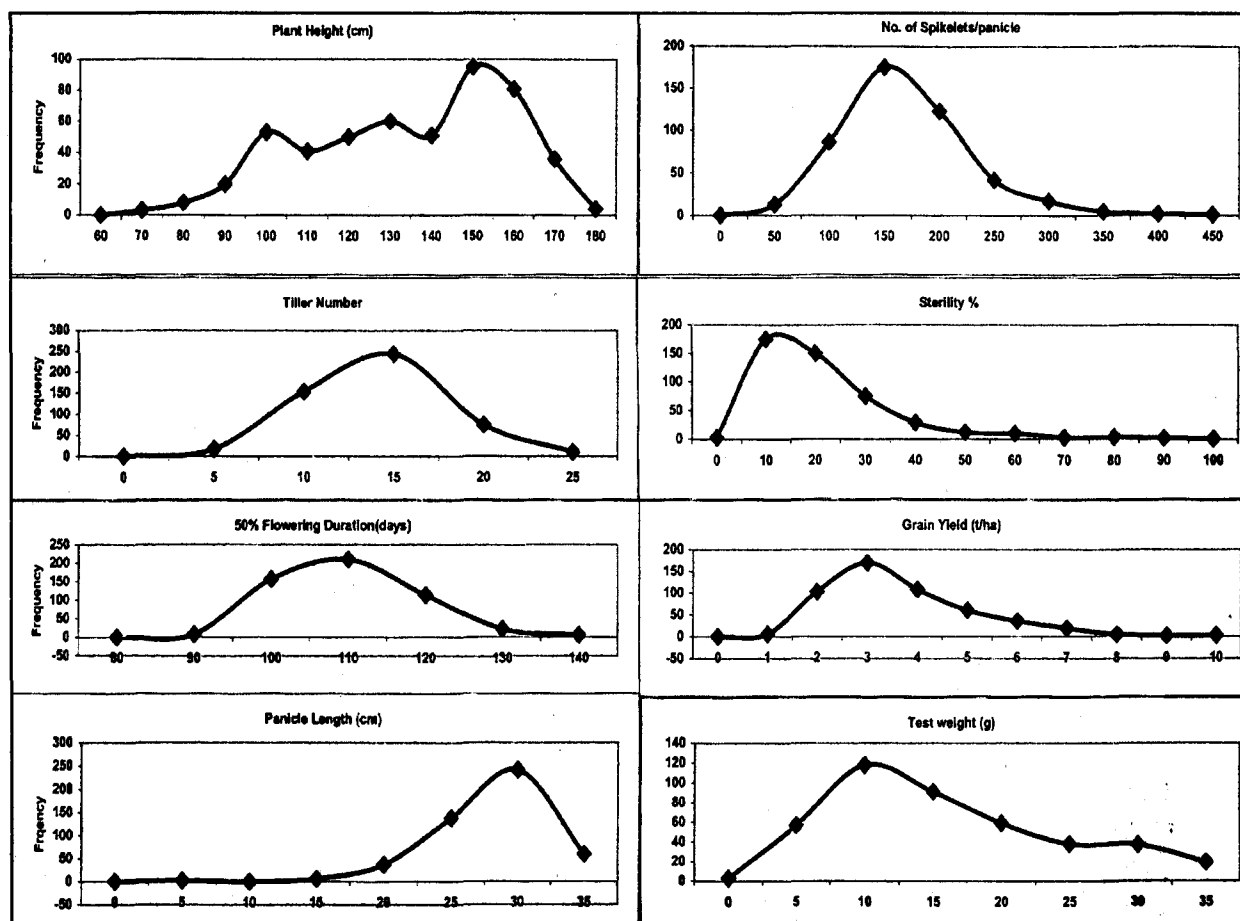 Plant Height (cm)
Frequency
100
80
60
40
20
0
60 70 80 90 100 110 120 130 140 150 160 170 180
No. of Spikelets/panicle
200
150
100
50
0
0 50 100 150 200 250 300 350 400 450
Tiller Number
Frequency
300
250
200
150
100
50
0
0 5 10 15 20 25
Sterility %
200
150
100
50
0
0 10 20 30 40 50 60 70 80 90 100
50% Flowering Duration(days)
Frequency
250
200
150
100
50
0
-50
80 90 100 110 120 130 140
Grain Yield (t/ha)
200
150
100
50
0
-50
0 1 2 3 4 5 6 7 8 9 10
Panicle Length (cm)
Frqency
300
250
200
150
100
50
0
-50
0 5 10 15 20 25 30 35
Test weight (g)
140
120
100
80
60
40
20
0
0 5 10 15 20 25 30 35